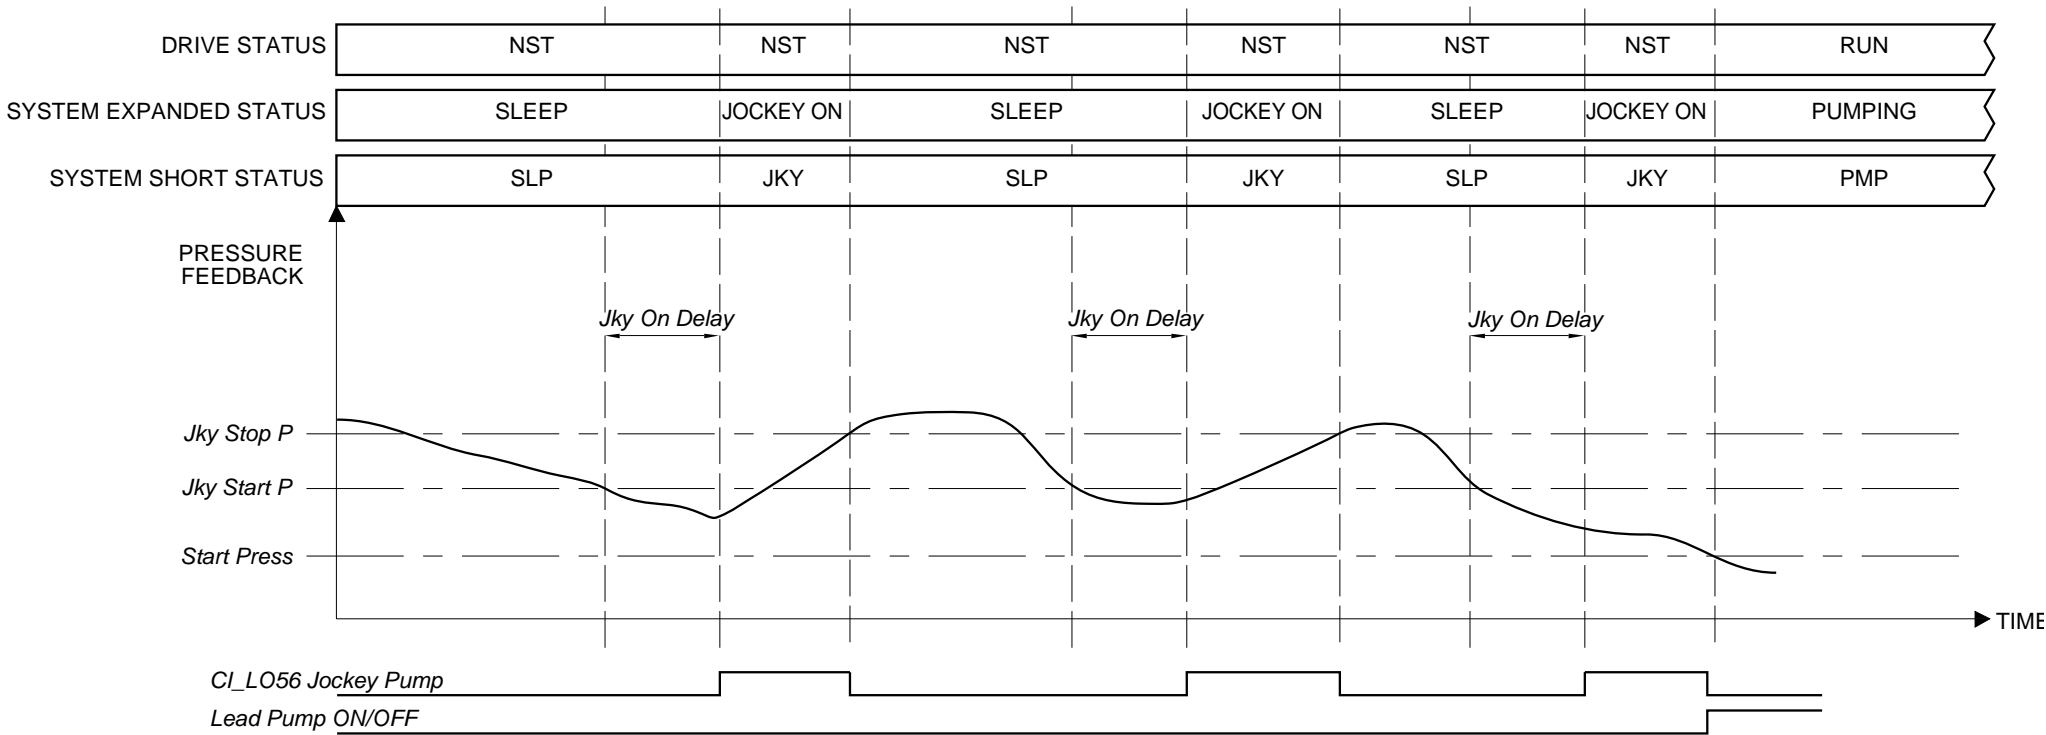 DRIVE STATUS NST NST NST NST NST NST RUN
SYSTEM EXPANDED STATUS SLEEP JOCKEY ON SLEEP JOCKEY ON SLEEP JOCKEY ON PUMPING
SYSTEM SHORT STATUS SLP JKY SLP JKY SLP JKY PMP
PRESSURE
FEEDBACK
Jky On Delay Jky On Delay Jky On Delay
Jky Stop P
Jky Start P
Start Press
TIME
CI_LO56 Jockey Pump
Lead Pump ON/OFF